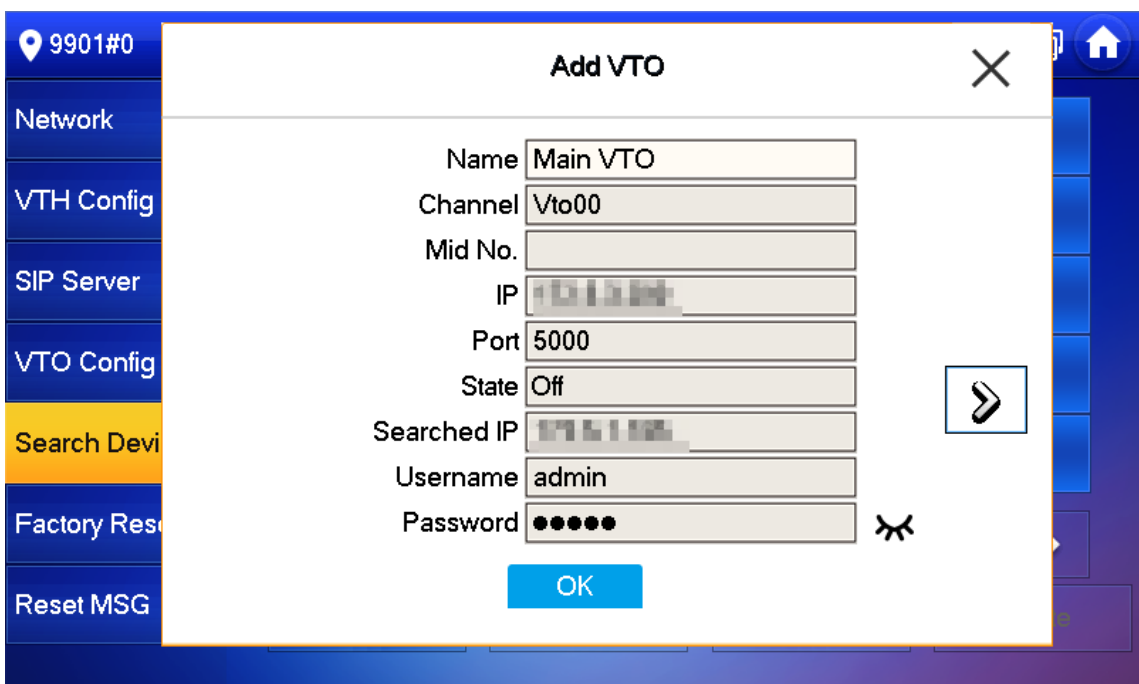 9901#0
Add VTO
Network
VTH Config
SIP Server
VTO Config
Search Devi
Factory Rese
Reset MSG
Name Main VTO
Channel Vto00
Mid No.
IP
Port 5000
State Off
Searched IP
Username admin
Password ●●●●●
OK